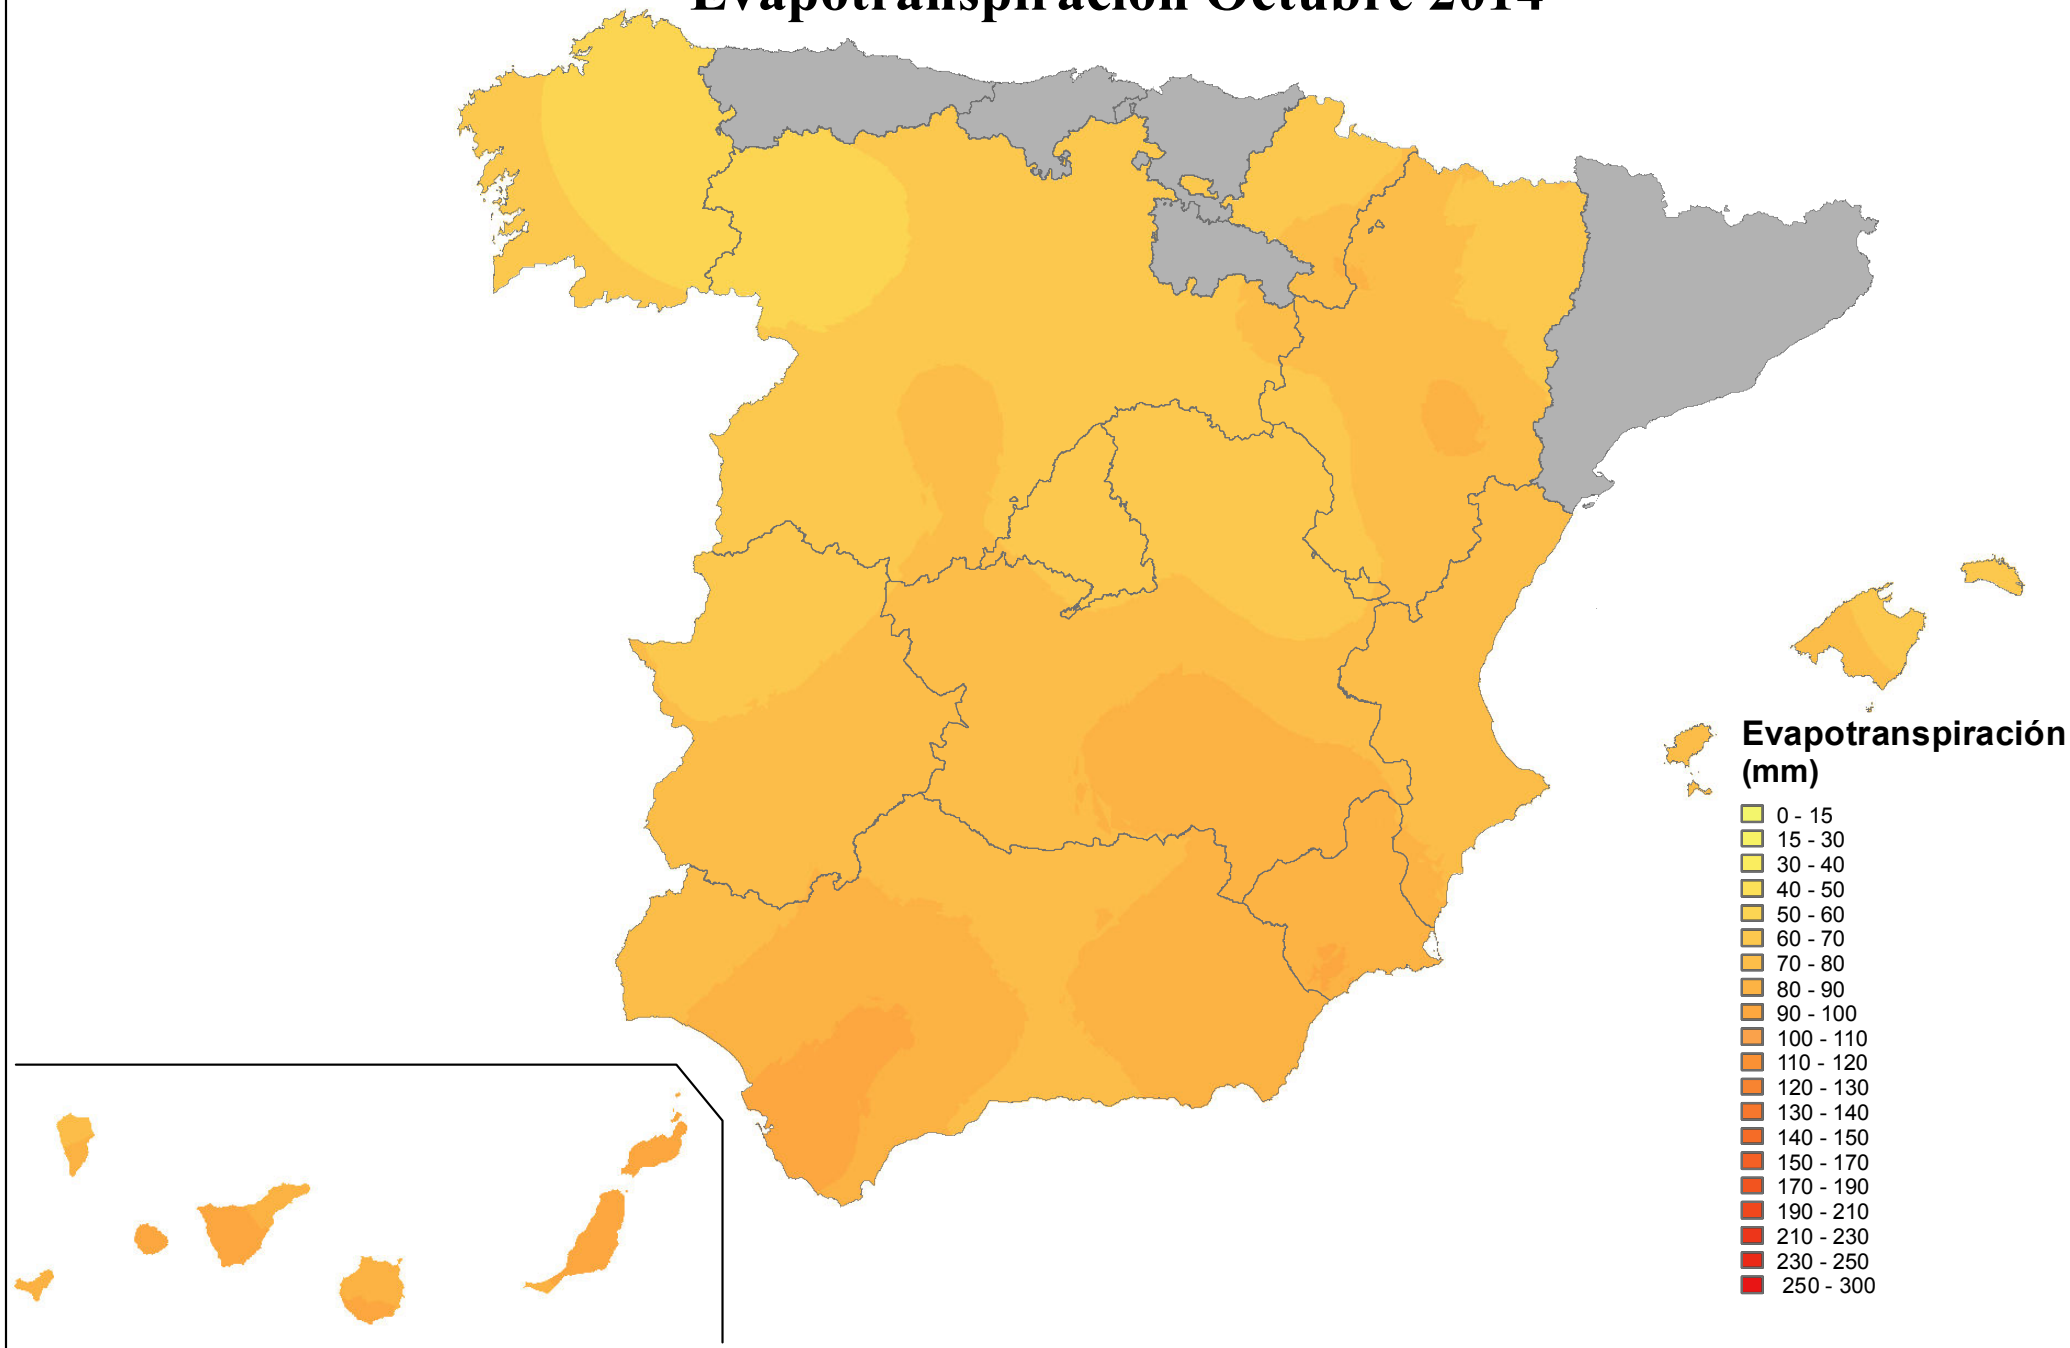 Evapotranspiración Octubre 2014
Evapotranspiración
(mm)
0 - 15
15 - 30
30 - 40
40 - 50
50 - 60
60 - 70
70 - 80
80 - 90
90 - 100
100 - 110
110 - 120
120 - 130
130 - 140
140 - 150
150 - 170
170 - 190
190 - 210
210 - 230
230 - 250
250 - 300